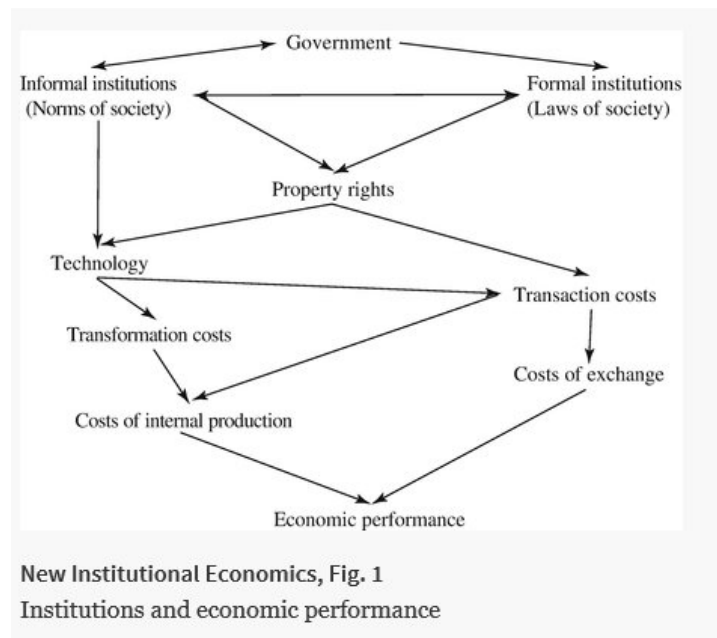 Government
Informal institutions
(Norms of society)
Formal institutions
(Laws of society)
Property rights
Technology
Transaction costs
Transformation costs
Costs of exchange
Costs of internal production
Economic performance
New Institutional Economics, Fig. 1
Institutions and economic performance